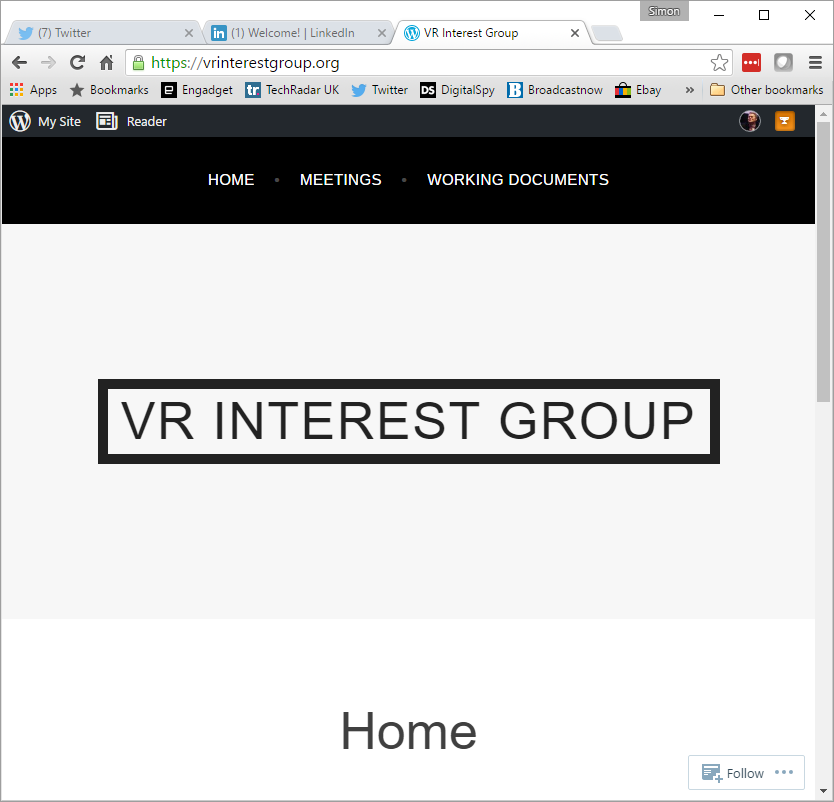 Simon
(7) Twitter
(1) Welcome! | LinkedIn
VR Interest Group
https://vrinterestgroup.org
Apps Bookmarks Engadget TechRadar UK Twitter DigitalSpy Broadcastnow Ebay » Other bookmarks
My Site Reader
HOME • MEETINGS • WORKING DOCUMENTS
VR INTEREST GROUP
Home
Follow